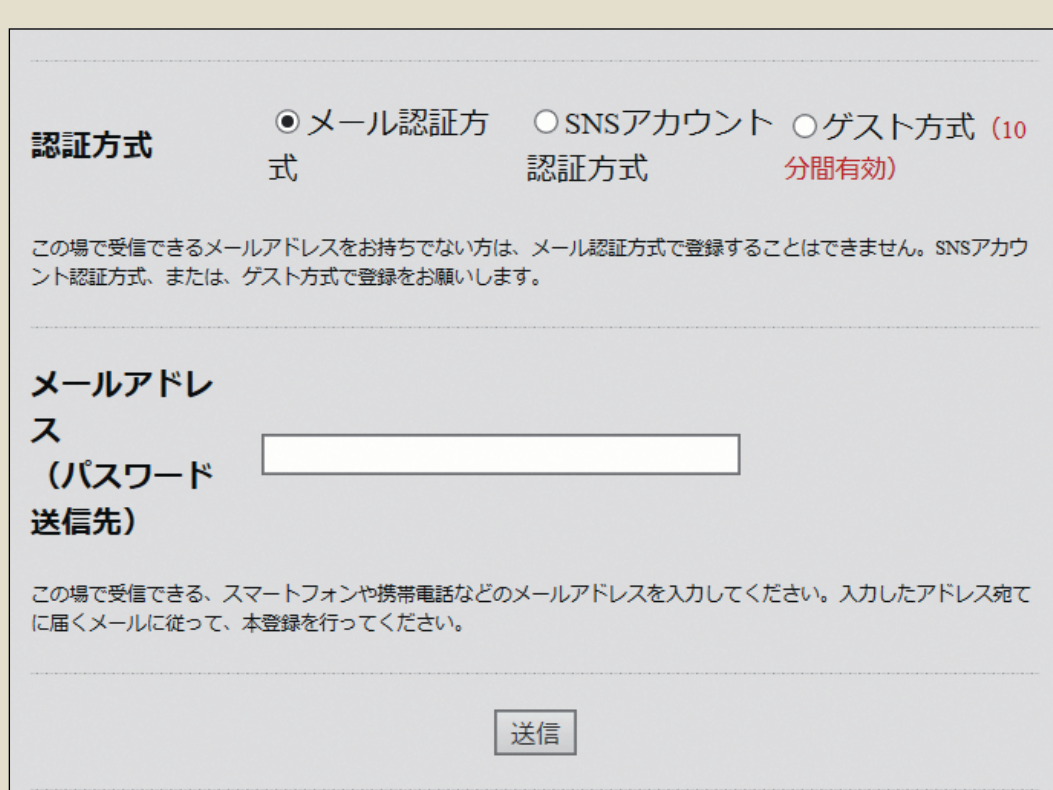 認証方式
メール認証方
式
SNSアカウント
認証方式
ゲスト方式（10
分間有効）
この場で受信できるメールアドレスをお持ちでない方は、メール認証方式で登録することはできません。SNSアカウ
ント認証方式、または、ゲスト方式で登録をお願いします。
メールアドレ
ス
（パスワード
送信先）
この場で受信できる、スマートフォンや携帯電話などのメールアドレスを入力してください。入力したアドレス宛て
に届くメールに従って、本登録を行ってください。
送信